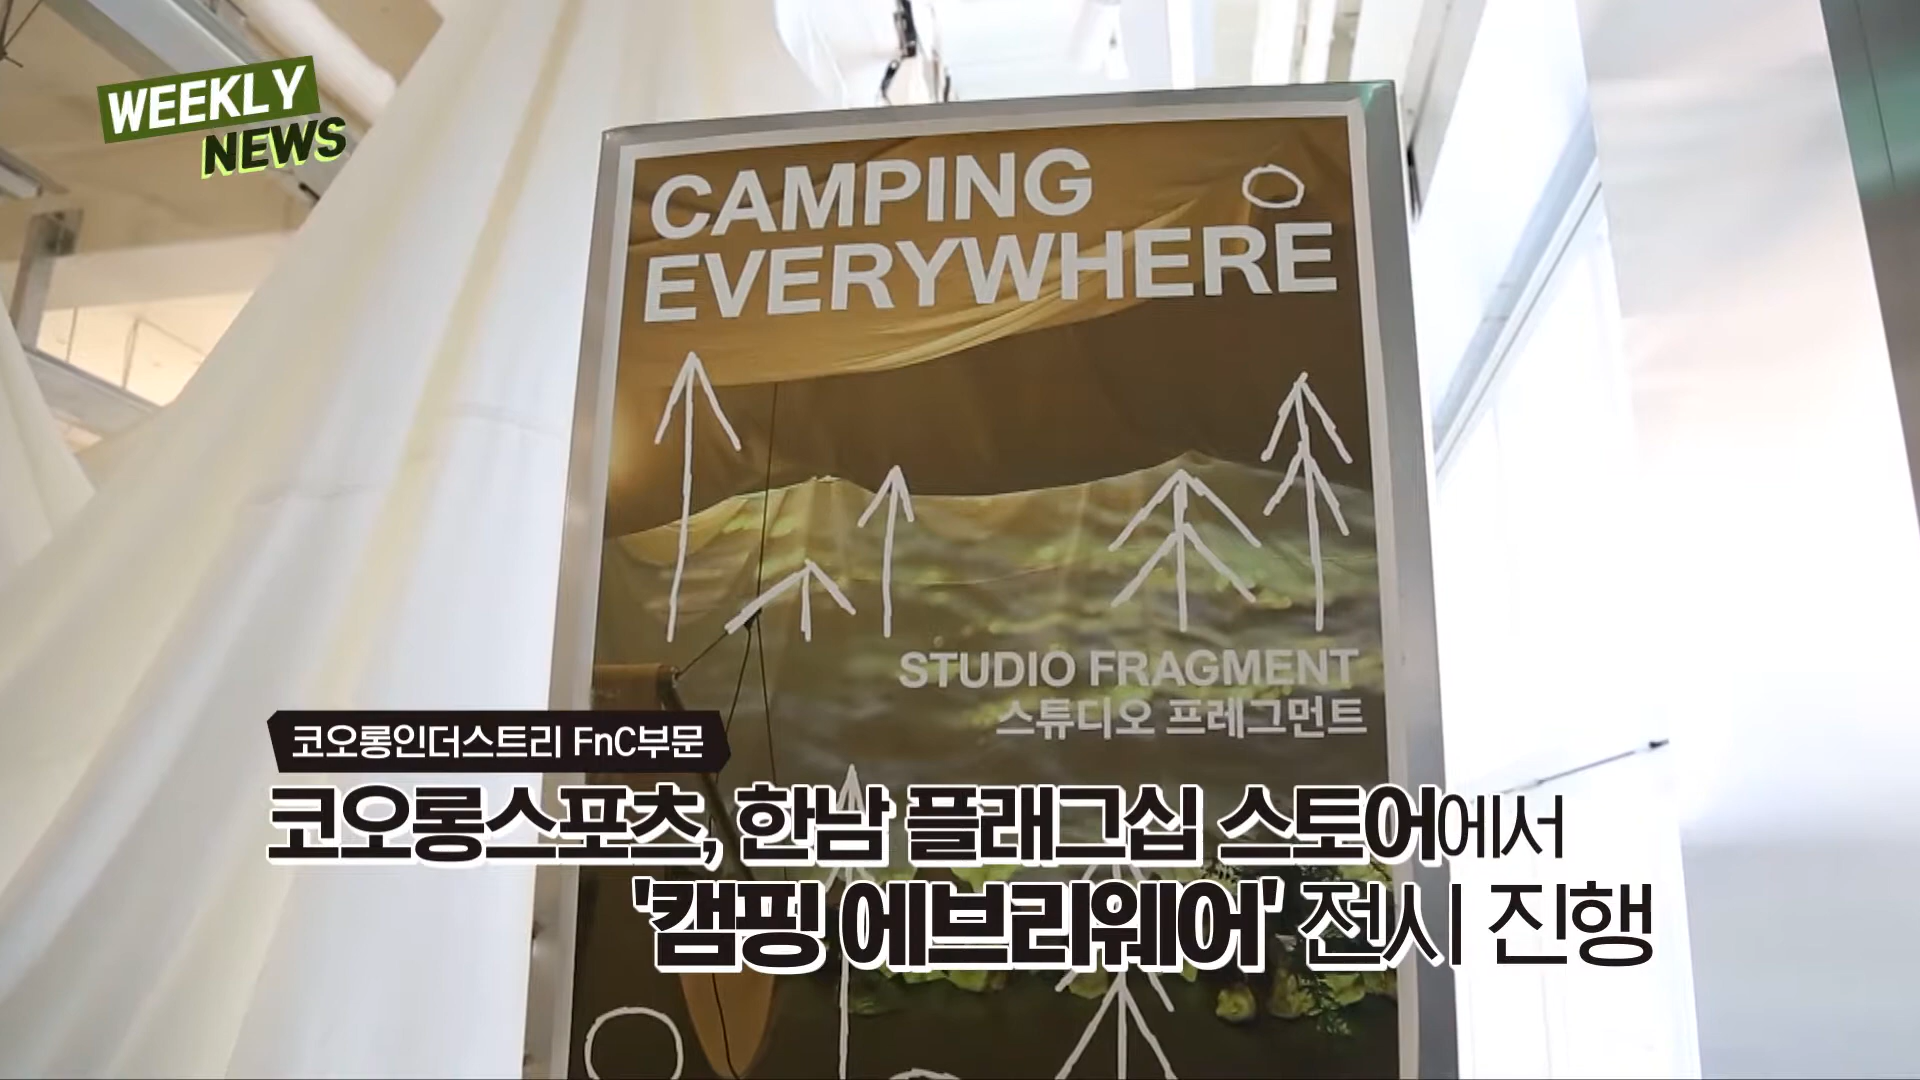 WEEKLY
NEWS
CAMPING
EVERYWHERE
STUDIO FRAGMENT
스튜디오 프레그먼트
코오롱인더스트리 FnC부문
코오롱스포츠, 한남 플래그십 스토어에서
'캠핑 에브리웨어' 전시 진행